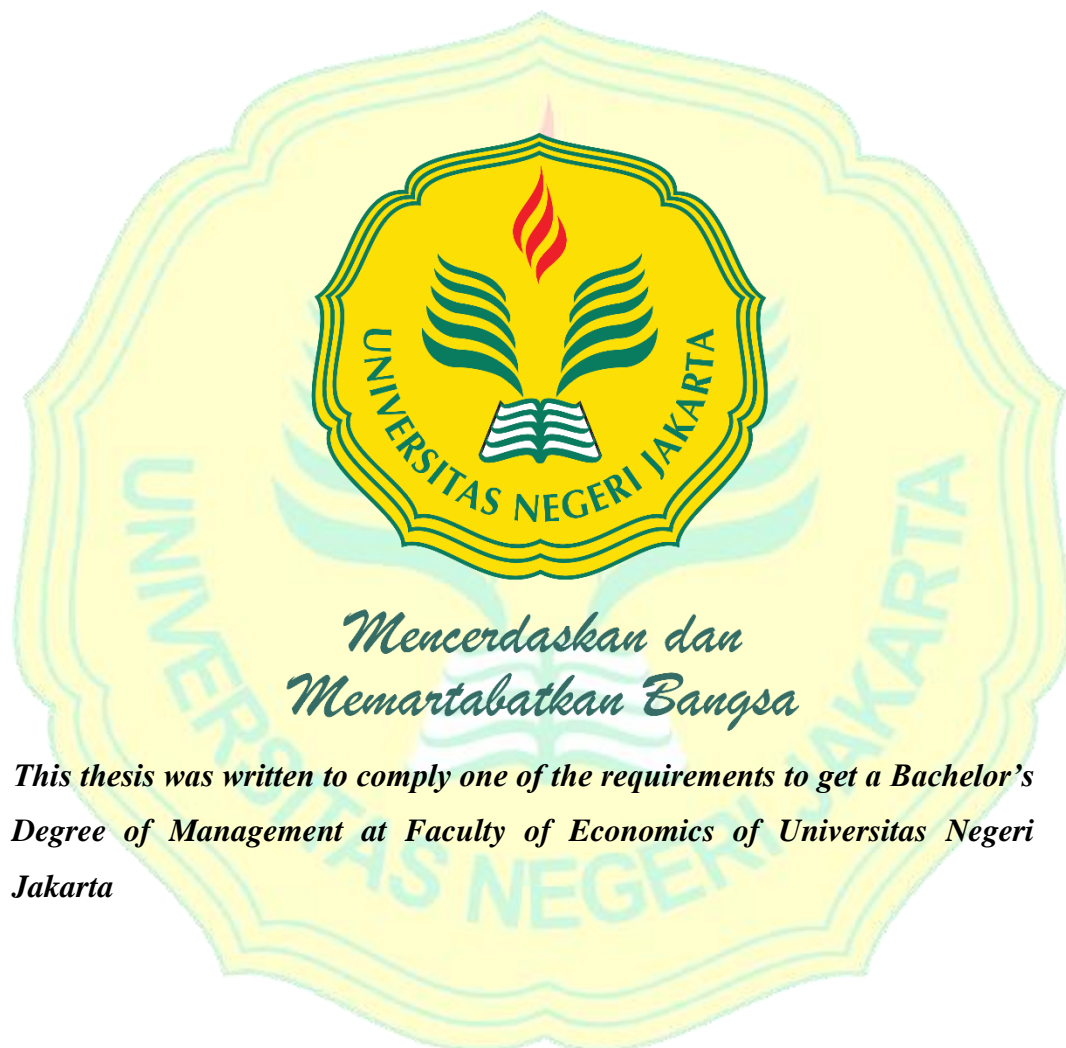 UNIVERSITAS NEGERI JAKARTA
Mencerdaskan dan
Memartabatkan Bangsa
This thesis was written to comply one of the requirements to get a Bachelor’s
Degree of Management at Faculty of Economics of Universitas Negeri
Jakarta
UNIVERSITAS NEGERI JAKARTA